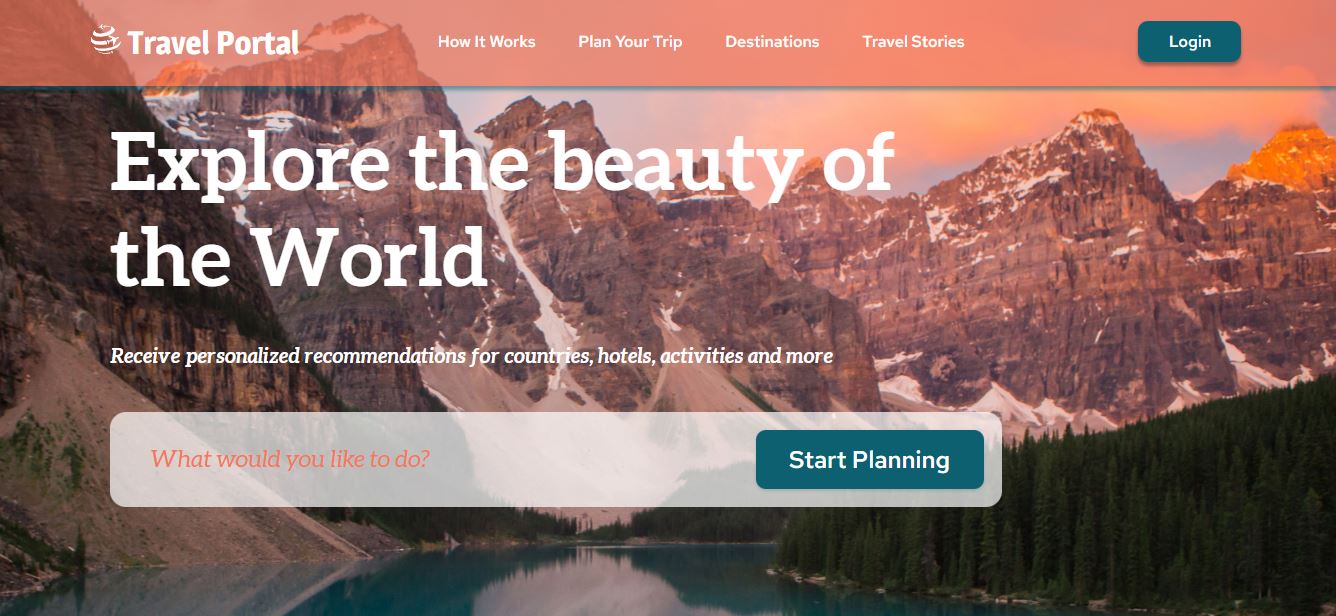 Travel Portal
How It Works
Plan Your Trip
Destinations
Travel Stories
Login
Explore the beauty of
the World
Receive personalized recommendations for countries, hotels, activities and more
What would you like to do?
Start Planning